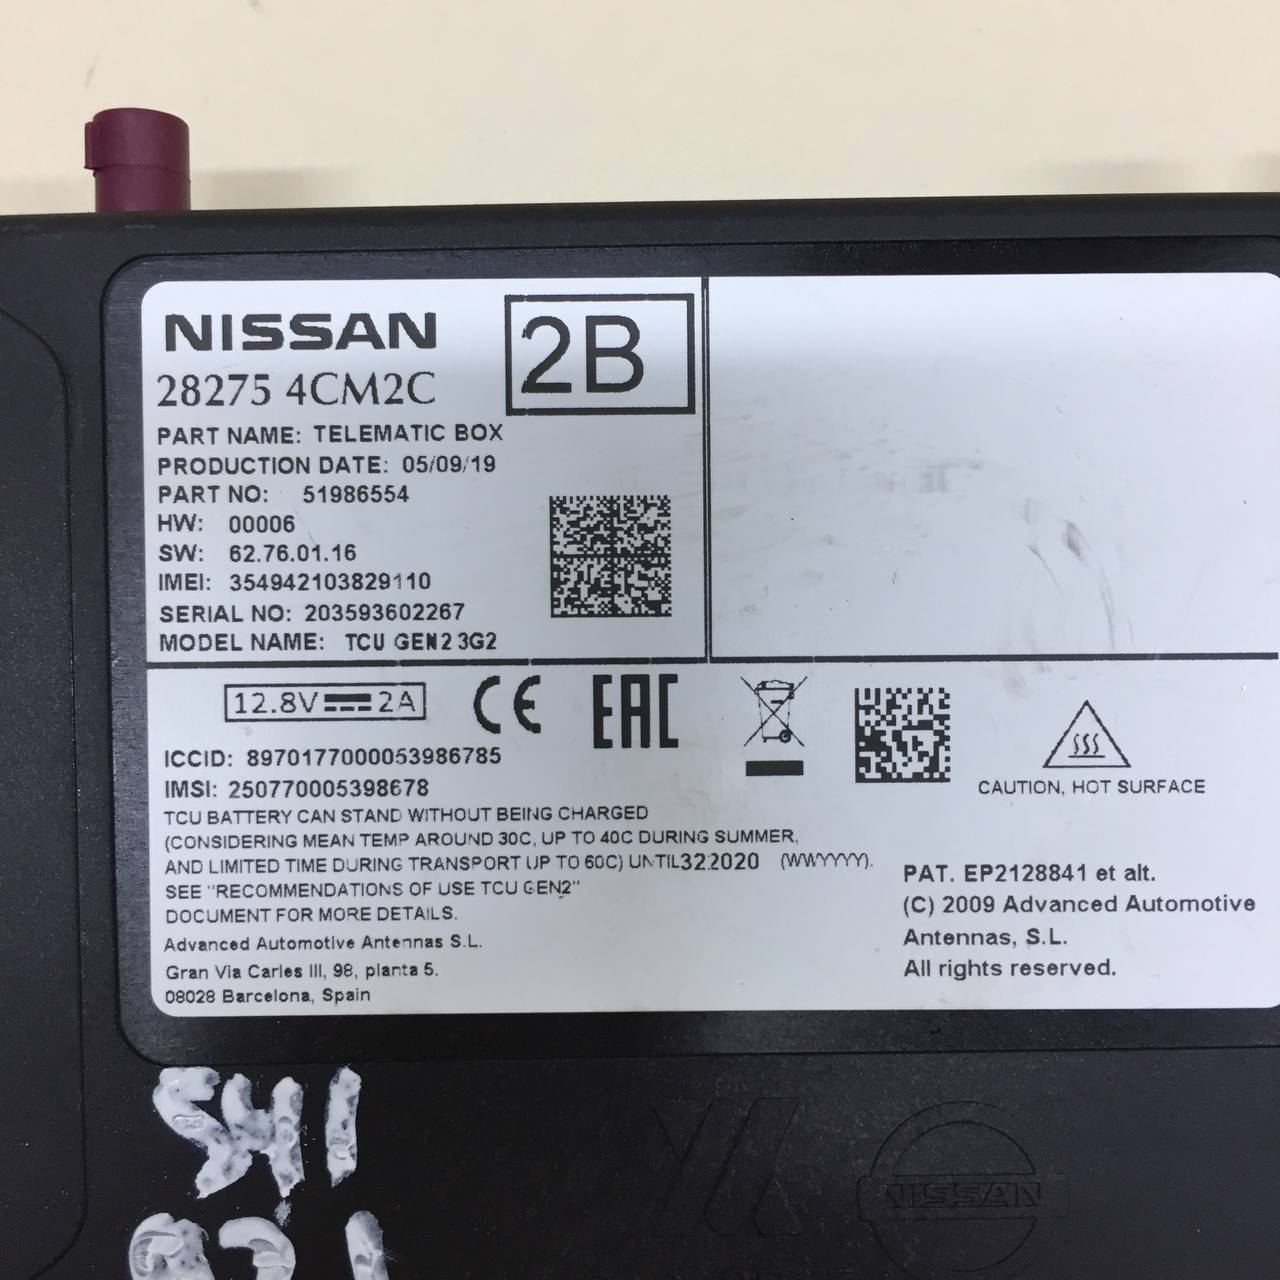 NISSAN
2B
28275 4CM2C
PART NAME: TELEMATIC BOX
PRODUCTION DATE: 05/09/19
PART NO: 51986554
HW: 00006
SW: 62.76.01.16
IMEI: 354942103829110
SERIAL NO: 203593602267
MODEL NAME: TCU GEN2 3G2
12.8V 2A
CE
EAC
CAUTION, HOT SURFACE
ICCID: 8970177000053986785
IMSI: 250770005398678
TCU BATTERY CAN STAND WITHOUT BEING CHARGED
(CONSIDERING MEAN TEMP AROUND 30C, UP TO 40C DURING SUMMER,
AND LIMITED TIME DURING TRANSPORT UP TO 60C) UNTIL 32.2020 (WWYYYY).
SEE "RECOMMENDATIONS OF USE TCU GEN2"
DOCUMENT FOR MORE DETAILS.
Advanced Automotive Antennas S.L.
Gran Via Carles III, 98, planta 5.
08028 Barcelona, Spain
PAT. EP2128841 et alt.
(C) 2009 Advanced Automotive
Antennas, S.L.
All rights reserved.
541
NISSAN